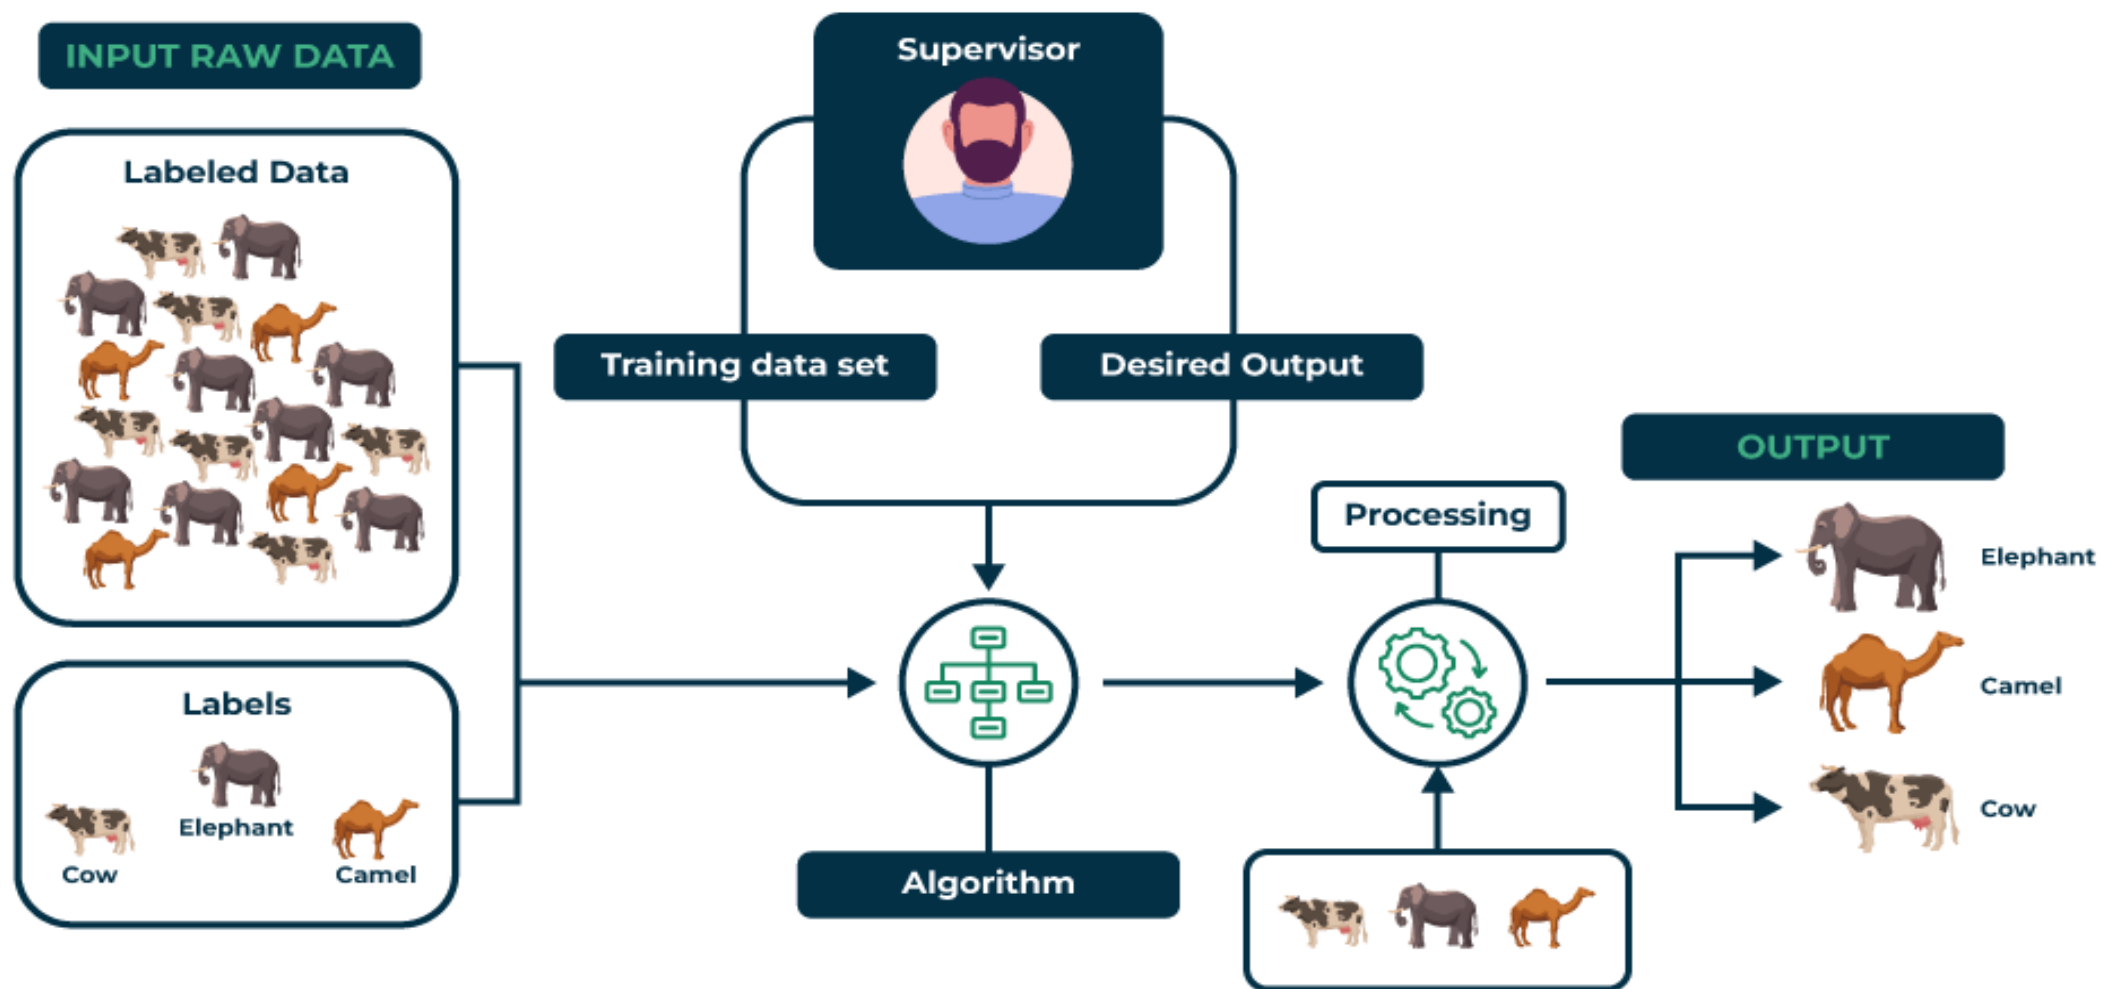 INPUT RAW DATA
Labeled Data
Labels
Cow
Elephant
Camel
Supervisor
Training data set
Desired Output
Algorithm
Processing
OUTPUT
Elephant
Camel
Cow